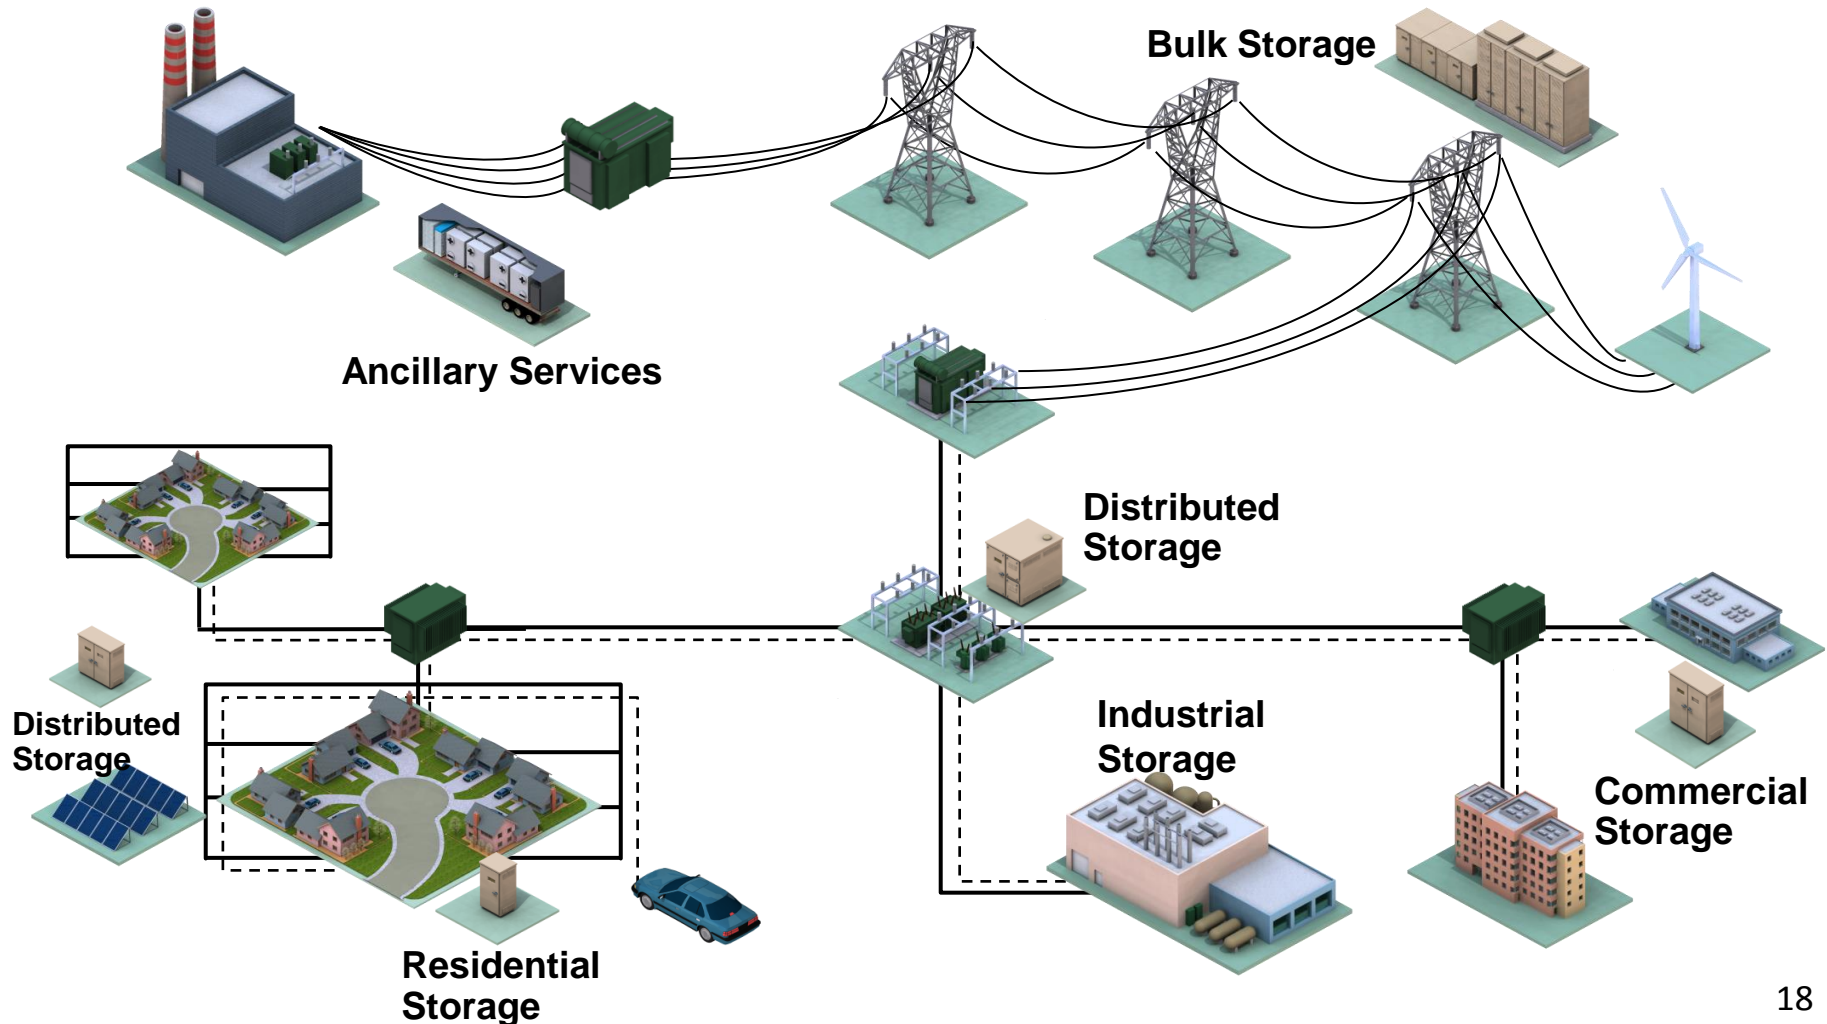 Bulk Storage
Ancillary Services
Distributed
Storage
Distributed
Storage
Industrial
Storage
Commercial
Storage
Residential
Storage
18